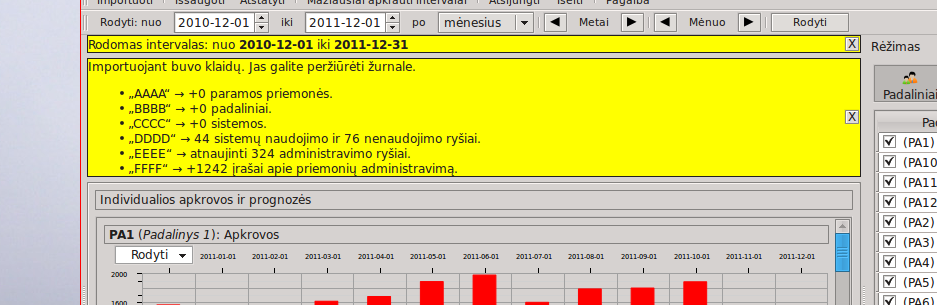 Importuoti Išsaugoti Atstatyti Mažiausiai apkrauti intervalai Atsijungti Išeiti Pagalba
Rodyti: nuo 2010-12-01 iki 2011-12-01 po mėnesius Metai Mėnuo Rodyti
Rodomas intervalas: nuo 2010-12-01 iki 2011-12-31 X
Rėžimas
Importuojant buvo klaidų. Jas galite peržiūrėti žurnale.
• „AAAA“ → +0 paramos priemonės.
• „BBBB“ → +0 padaliniai.
• „CCCC“ → +0 sistemos.
• „DDDD“ → 44 sistemų naudojimo ir 76 nenaudojimo ryšiai.
• „EEEE“ → atnaujinti 324 administravimo ryšiai.
• „FFFF“ → +1242 įrašai apie priemonių administravimą.
X
Padaliniai
Pad
(PA1)
(PA10
(PA11
(PA12
(PA2)
(PA3)
(PA4)
(PA5)
(PA6)
Individualios apkrovos ir prognozės
PA1 (Padalinys 1): Apkrovos
Rodyti 2011-01-01 2011-02-01 2011-03-01 2011-04-01 2011-05-01 2011-06-01 2011-07-01 2011-08-01 2011-09-01 2011-10-01 2011-11-01 2011-12-01
2000
1600